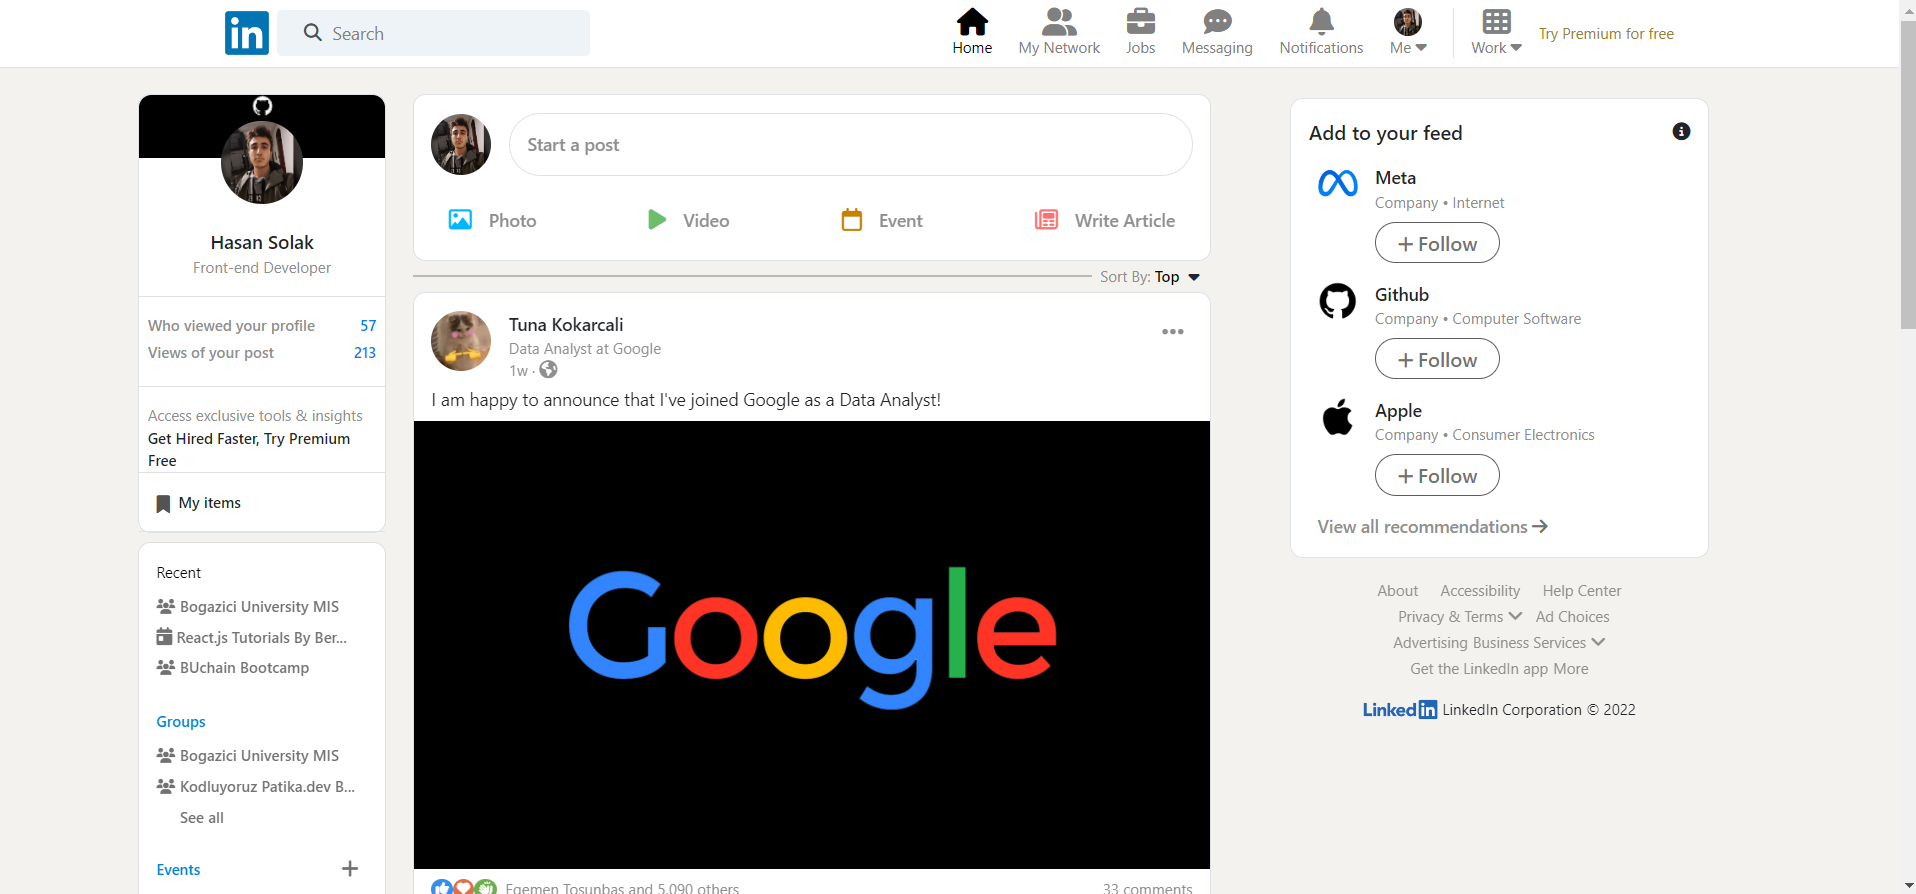 in
Search
Home
My Network
Jobs
Messaging
Notifications
Me
Work
Try Premium for free
Hasan Solak
Front-end Developer
Who viewed your profile 57
Views of your post 213
Access exclusive tools & insights
Get Hired Faster, Try Premium
Free
My items
Recent
Bogazici University MIS
React.js Tutorials By Ber...
BUchain Bootcamp
Groups
Bogazici University MIS
Kodluyoruz Patika.dev B...
See all
Events
Start a post
Photo
Video
Event
Write Article
Sort By: Top
Tuna Kokarcali
Data Analyst at Google
1w ·
I am happy to announce that I've joined Google as a Data Analyst!
Google
Egemen Tosunbas and 5,090 others
33 comments
Add to your feed
Meta
Company • Internet
+ Follow
Github
Company • Computer Software
+ Follow
Apple
Company • Consumer Electronics
+ Follow
View all recommendations
About Accessibility Help Center
Privacy & Terms Ad Choices
Advertising Business Services
Get the LinkedIn app More
LinkedIn LinkedIn Corporation © 2022